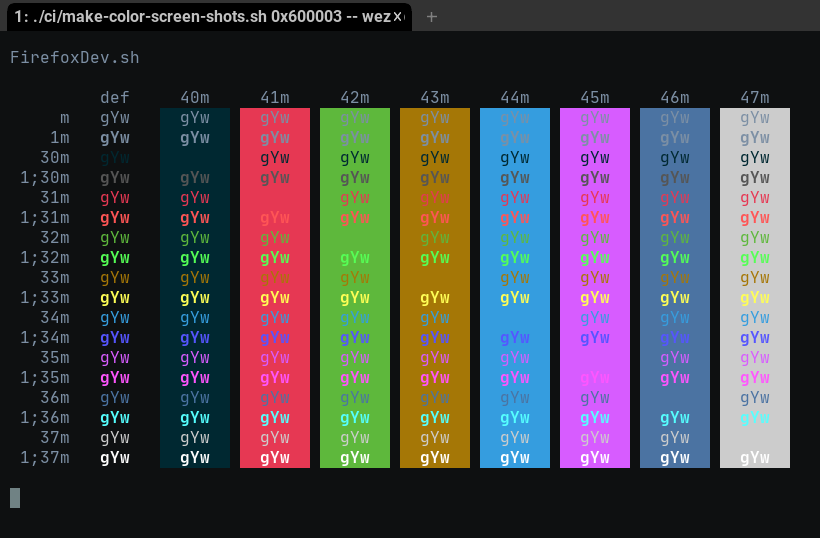 1: ./ci/make-color-screen-shots.sh 0x600003 -- wez × +
FirefoxDev.sh
def 40m 41m 42m 43m 44m 45m 46m 47m
m gYw gYw gYw gYw gYw gYw gYw gYw gYw
1m gYw gYw gYw gYw gYw gYw gYw gYw gYw
30m gYw gYw gYw gYw gYw gYw gYw gYw
1;30m gYw gYw gYw gYw gYw gYw gYw gYw gYw
31m gYw gYw gYw gYw gYw gYw gYw gYw
1;31m gYw gYw gYw gYw gYw gYw gYw gYw gYw
32m gYw gYw gYw gYw gYw gYw gYw gYw
1;32m gYw gYw gYw gYw gYw gYw gYw gYw gYw
33m gYw gYw gYw gYw gYw gYw gYw gYw
1;33m gYw gYw gYw gYw gYw gYw gYw gYw gYw
34m gYw gYw gYw gYw gYw gYw gYw gYw
1;34m gYw gYw gYw gYw gYw gYw gYw gYw gYw
35m gYw gYw gYw gYw gYw gYw gYw gYw
1;35m gYw gYw gYw gYw gYw gYw gYw gYw gYw
36m gYw gYw gYw gYw gYw gYw gYw gYw
1;36m gYw gYw gYw gYw gYw gYw gYw gYw gYw
37m gYw gYw gYw gYw gYw gYw gYw gYw
1;37m gYw gYw gYw gYw gYw gYw gYw gYw gYw